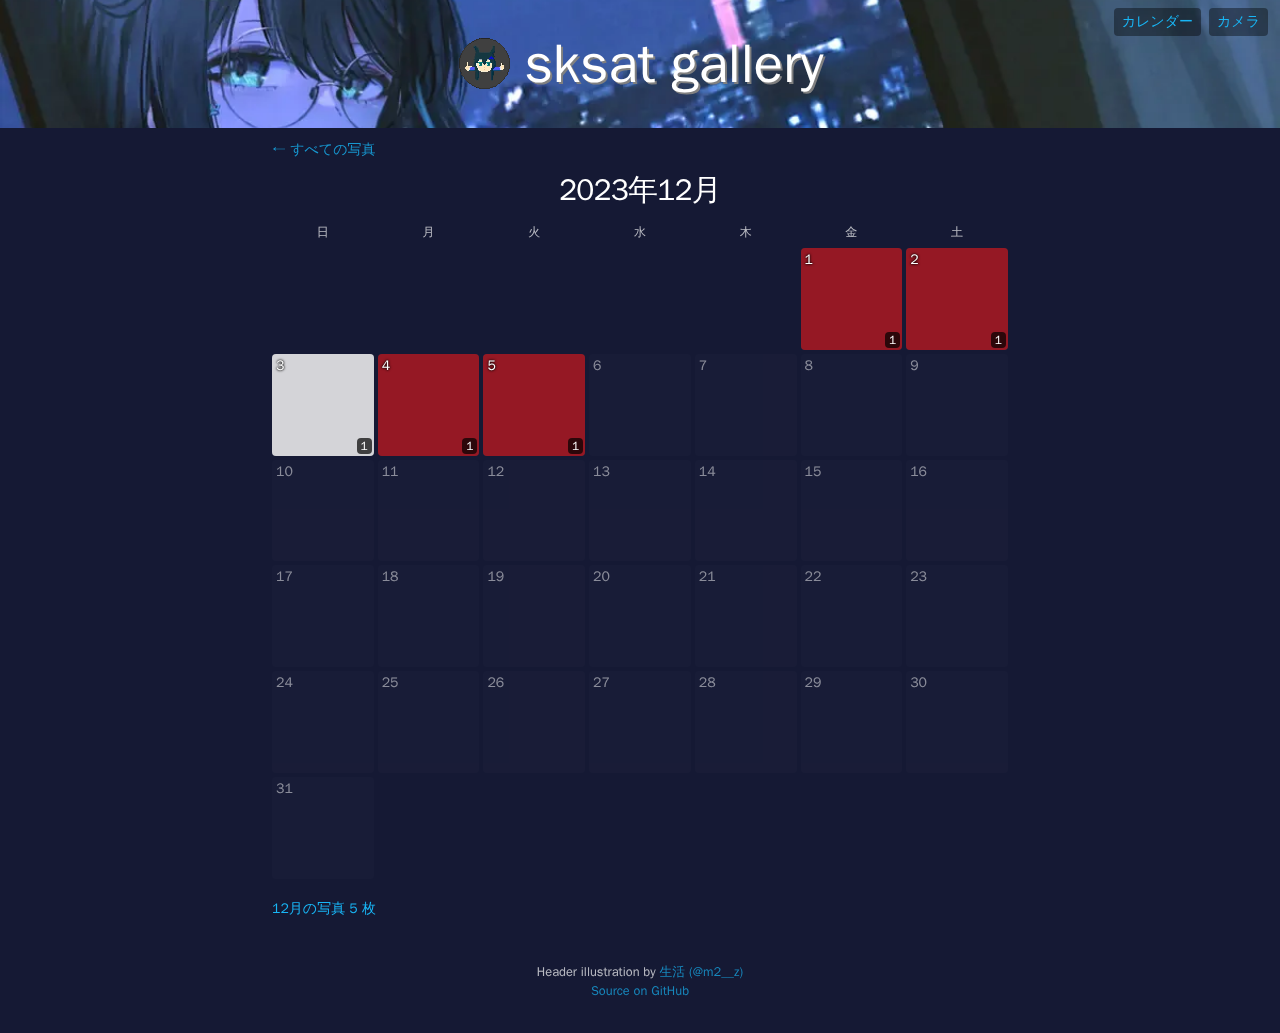 カレンダー カメラ
sksat gallery
← すべての写真
2023年12月
日 月 火 水 木 金 土
1 2
1 1
3 4 5 6 7 8 9
1 1 1
10 11 12 13 14 15 16
17 18 19 20 21 22 23
24 25 26 27 28 29 30
31
12月の写真 5 枚
Header illustration by 生活 (@m2__z)
Source on GitHub